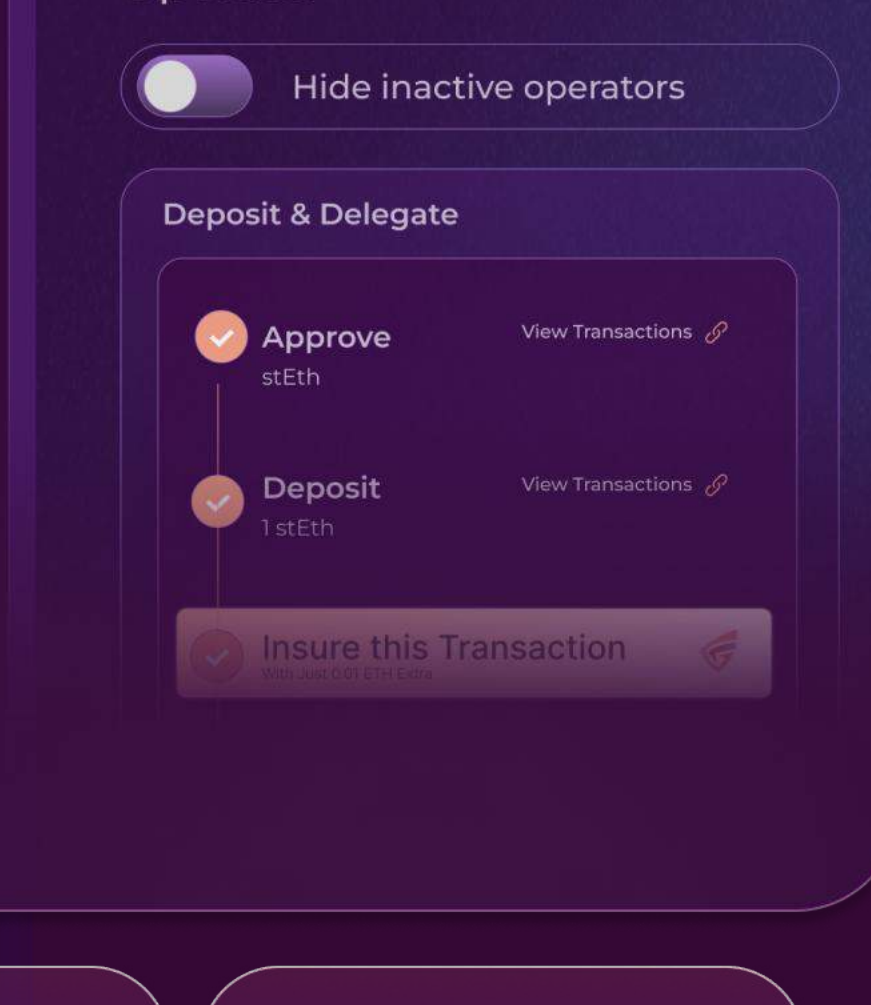 Hide inactive operators
Deposit & Delegate
Approve
View Transactions
stEth
Deposit
View Transactions
1 stEth
Insure this Transaction
With Just 0.01 ETH Extra